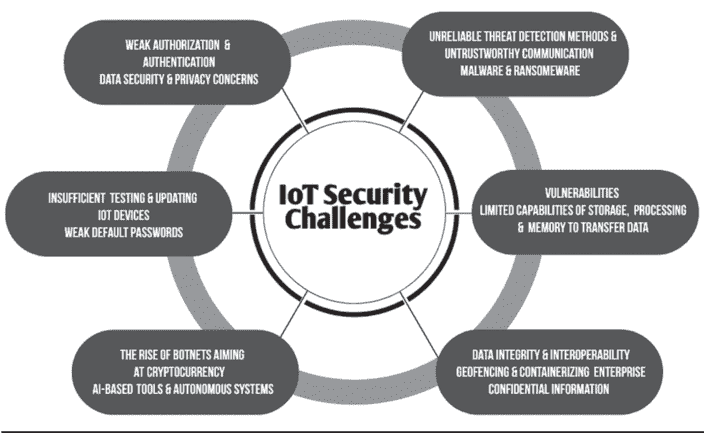 WEAK AUTHORIZATION &
AUTHENTICATION
DATA SECURITY & PRIVACY CONCERNS
UNRELIABLE THREAT DETECTION METHODS &
UNTRUSTWORTHY COMMUNICATION
MALWARE & RANSOMEWARE
IoT Security
Challenges
INSUFFICIENT TESTING & UPDATING
IOT DEVICES
WEAK DEFAULT PASSWORDS
VULNERABILITIES
LIMITED CAPABILITIES OF STORAGE, PROCESSING
& MEMORY TO TRANSFER DATA
THE RISE OF BOTNETS AIMING
AT CRYPTOCURRENCY
AI-BASED TOOLS & AUTONOMOUS SYSTEMS
DATA INTEGRITY & INTEROPERABILITY
GEOFENCING & CONTAINERIZING ENTERPRISE
CONFIDENTIAL INFORMATION